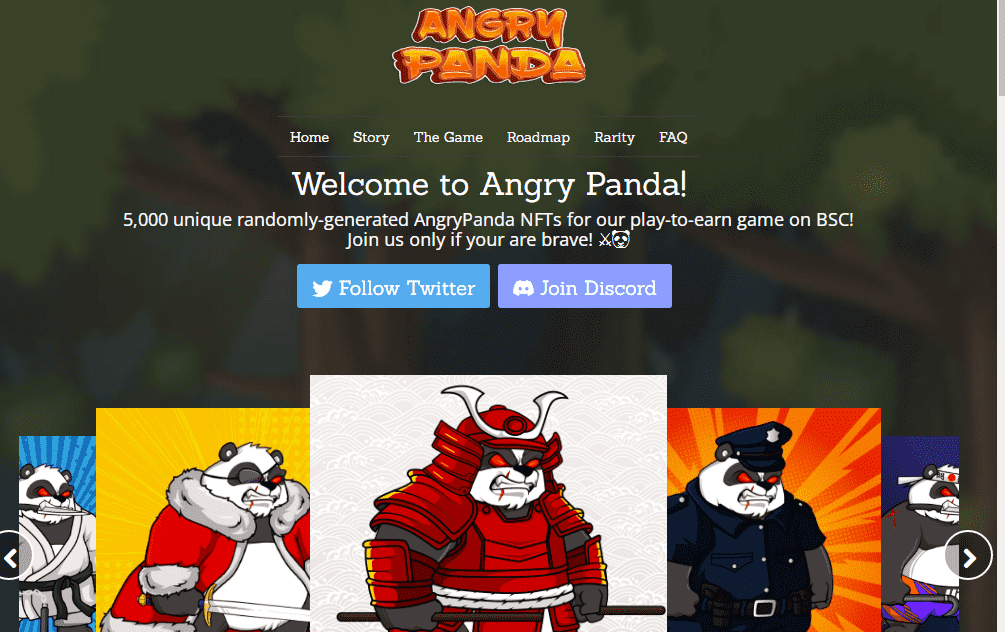 ANGRY
PANDA
Home Story The Game Roadmap Rarity FAQ
Welcome to Angry Panda!
5,000 unique randomly-generated AngryPanda NFTs for our play-to-earn game on BSC!
Join us only if your are brave! ⚔🐼
Follow Twitter Join Discord